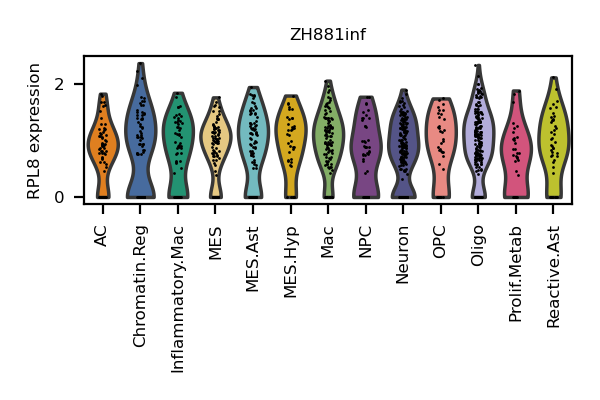 ZH881inf
RPL8 expression
2
0
AC
Chromatin.Reg
Inflammatory.Mac
MES
MES.Ast
MES.Hyp
Mac
NPC
Neuron
OPC
Oligo
Prolif.Metab
Reactive.Ast